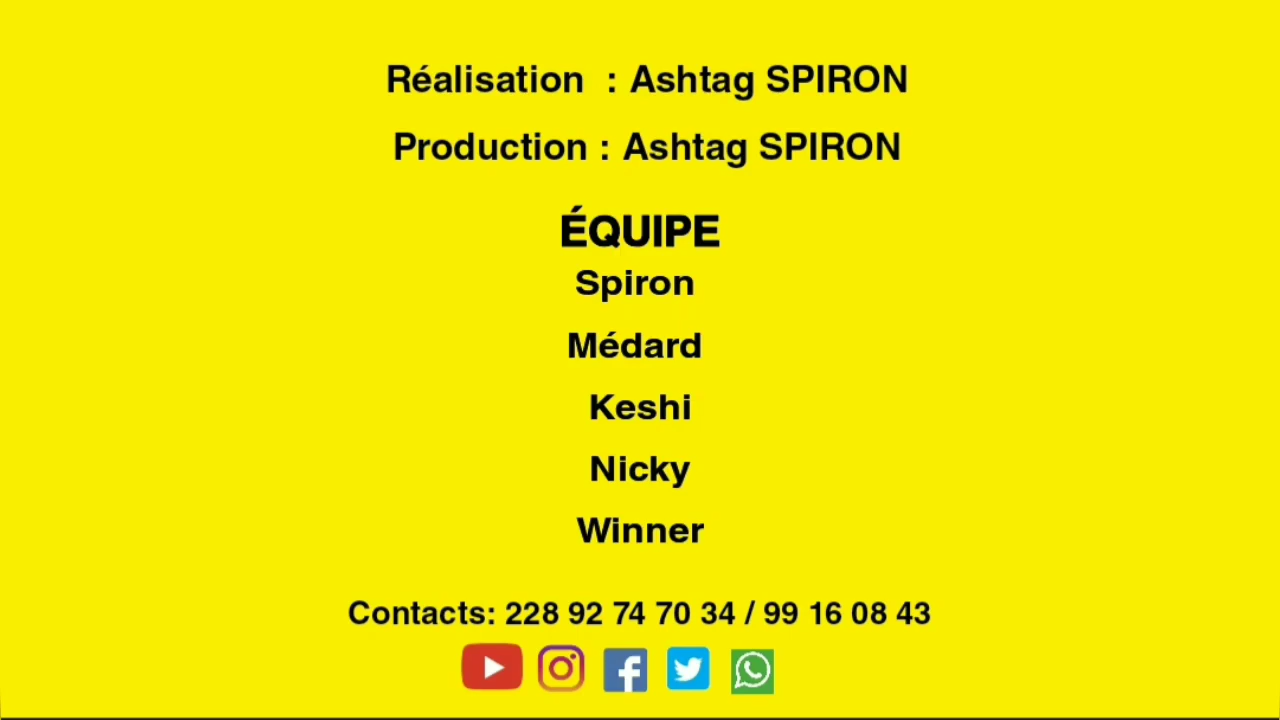 Réalisation : Ashtag SPIRON
Production : Ashtag SPIRON
ÉQUIPE
Spiron
Médard
Keshi
Nicky
Winner
Contacts: 228 92 74 70 34 / 99 16 08 43